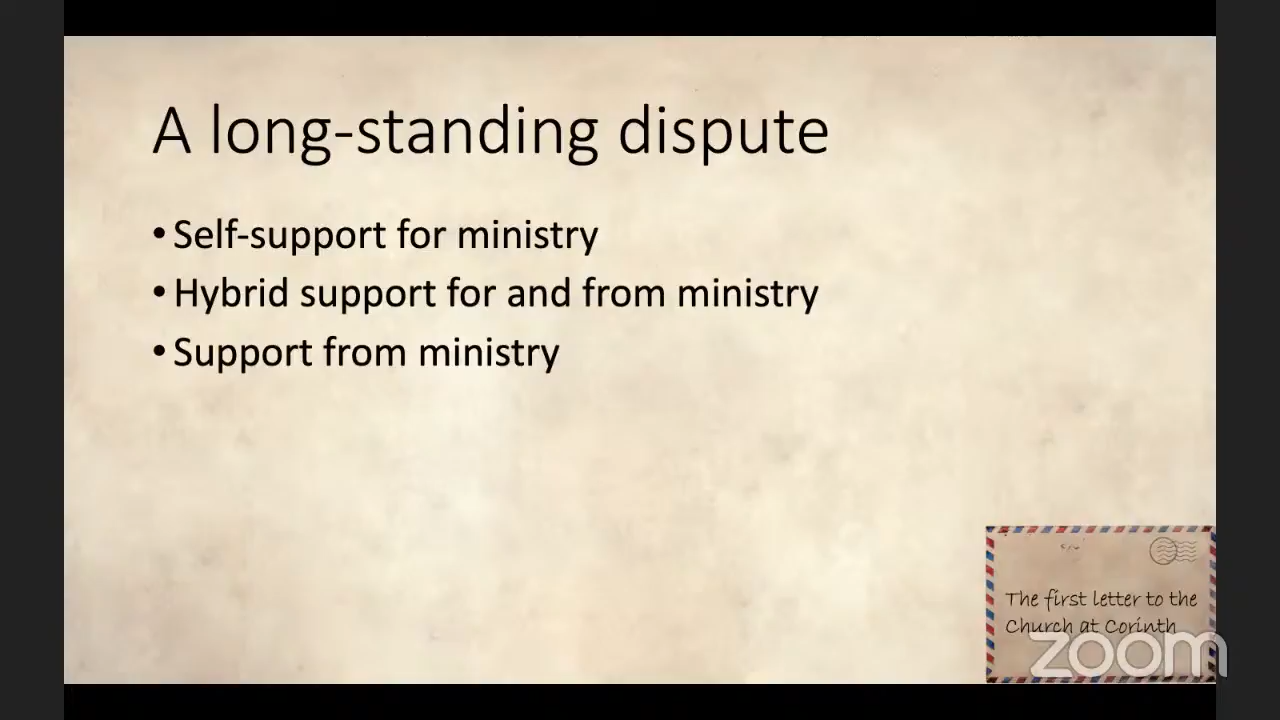 A long-standing dispute
• Self-support for ministry
• Hybrid support for and from ministry
• Support from ministry
The first letter to the
Church at Corinth
zoom